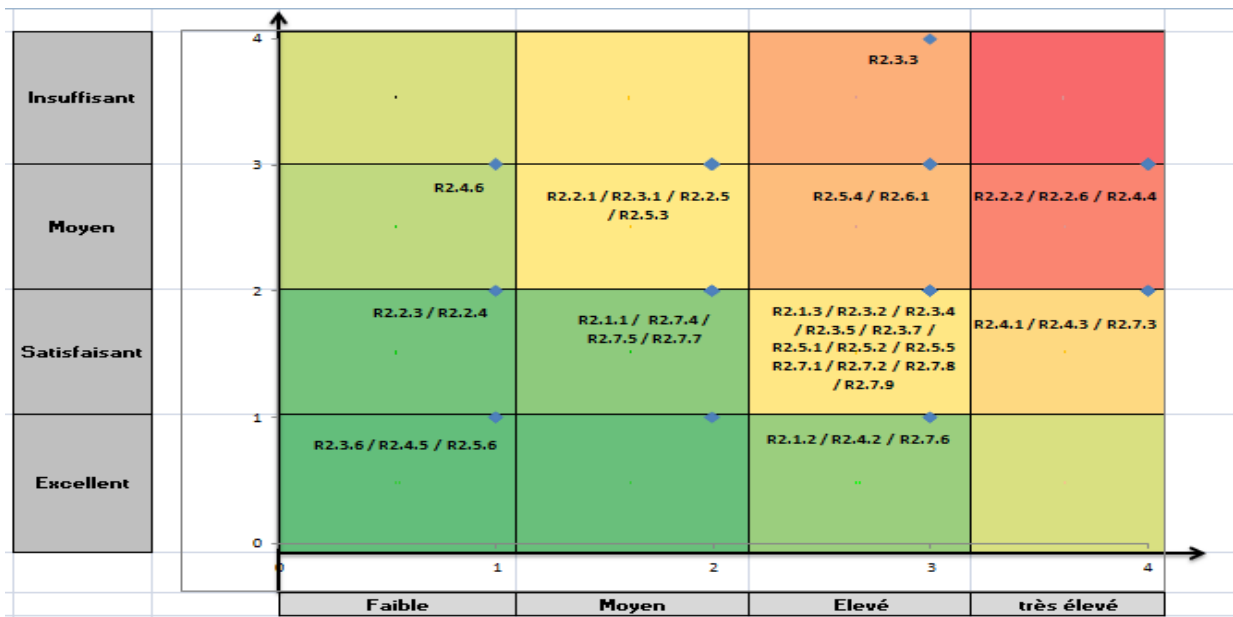 4
Insuffisant
R2.3.3
3
Moyen
R2.4.6
R2.2.1 / R2.3.1 / R2.2.5
/ R2.5.3
R2.5.4 / R2.6.1
R2.2.2 / R2.2.6 / R2.4.4
2
Satisfaisant
R2.2.3 / R2.2.4
R2.1.1 / R2.7.4 /
R2.7.5 / R2.7.7
R2.1.3 / R2.3.2 / R2.3.4
/ R2.3.5 / R2.3.7 /
R2.5.1 / R2.5.2 / R2.5.5
R2.7.1 / R2.7.2 / R2.7.8
/ R2.7.9
R2.4.1 / R2.4.3 / R2.7.3
1
Excellent
R2.3.6 / R2.4.5 / R2.5.6
R2.1.2 / R2.4.2 / R2.7.6
0
0 1 2 3 4
Faible Moyen Elevé très élevé